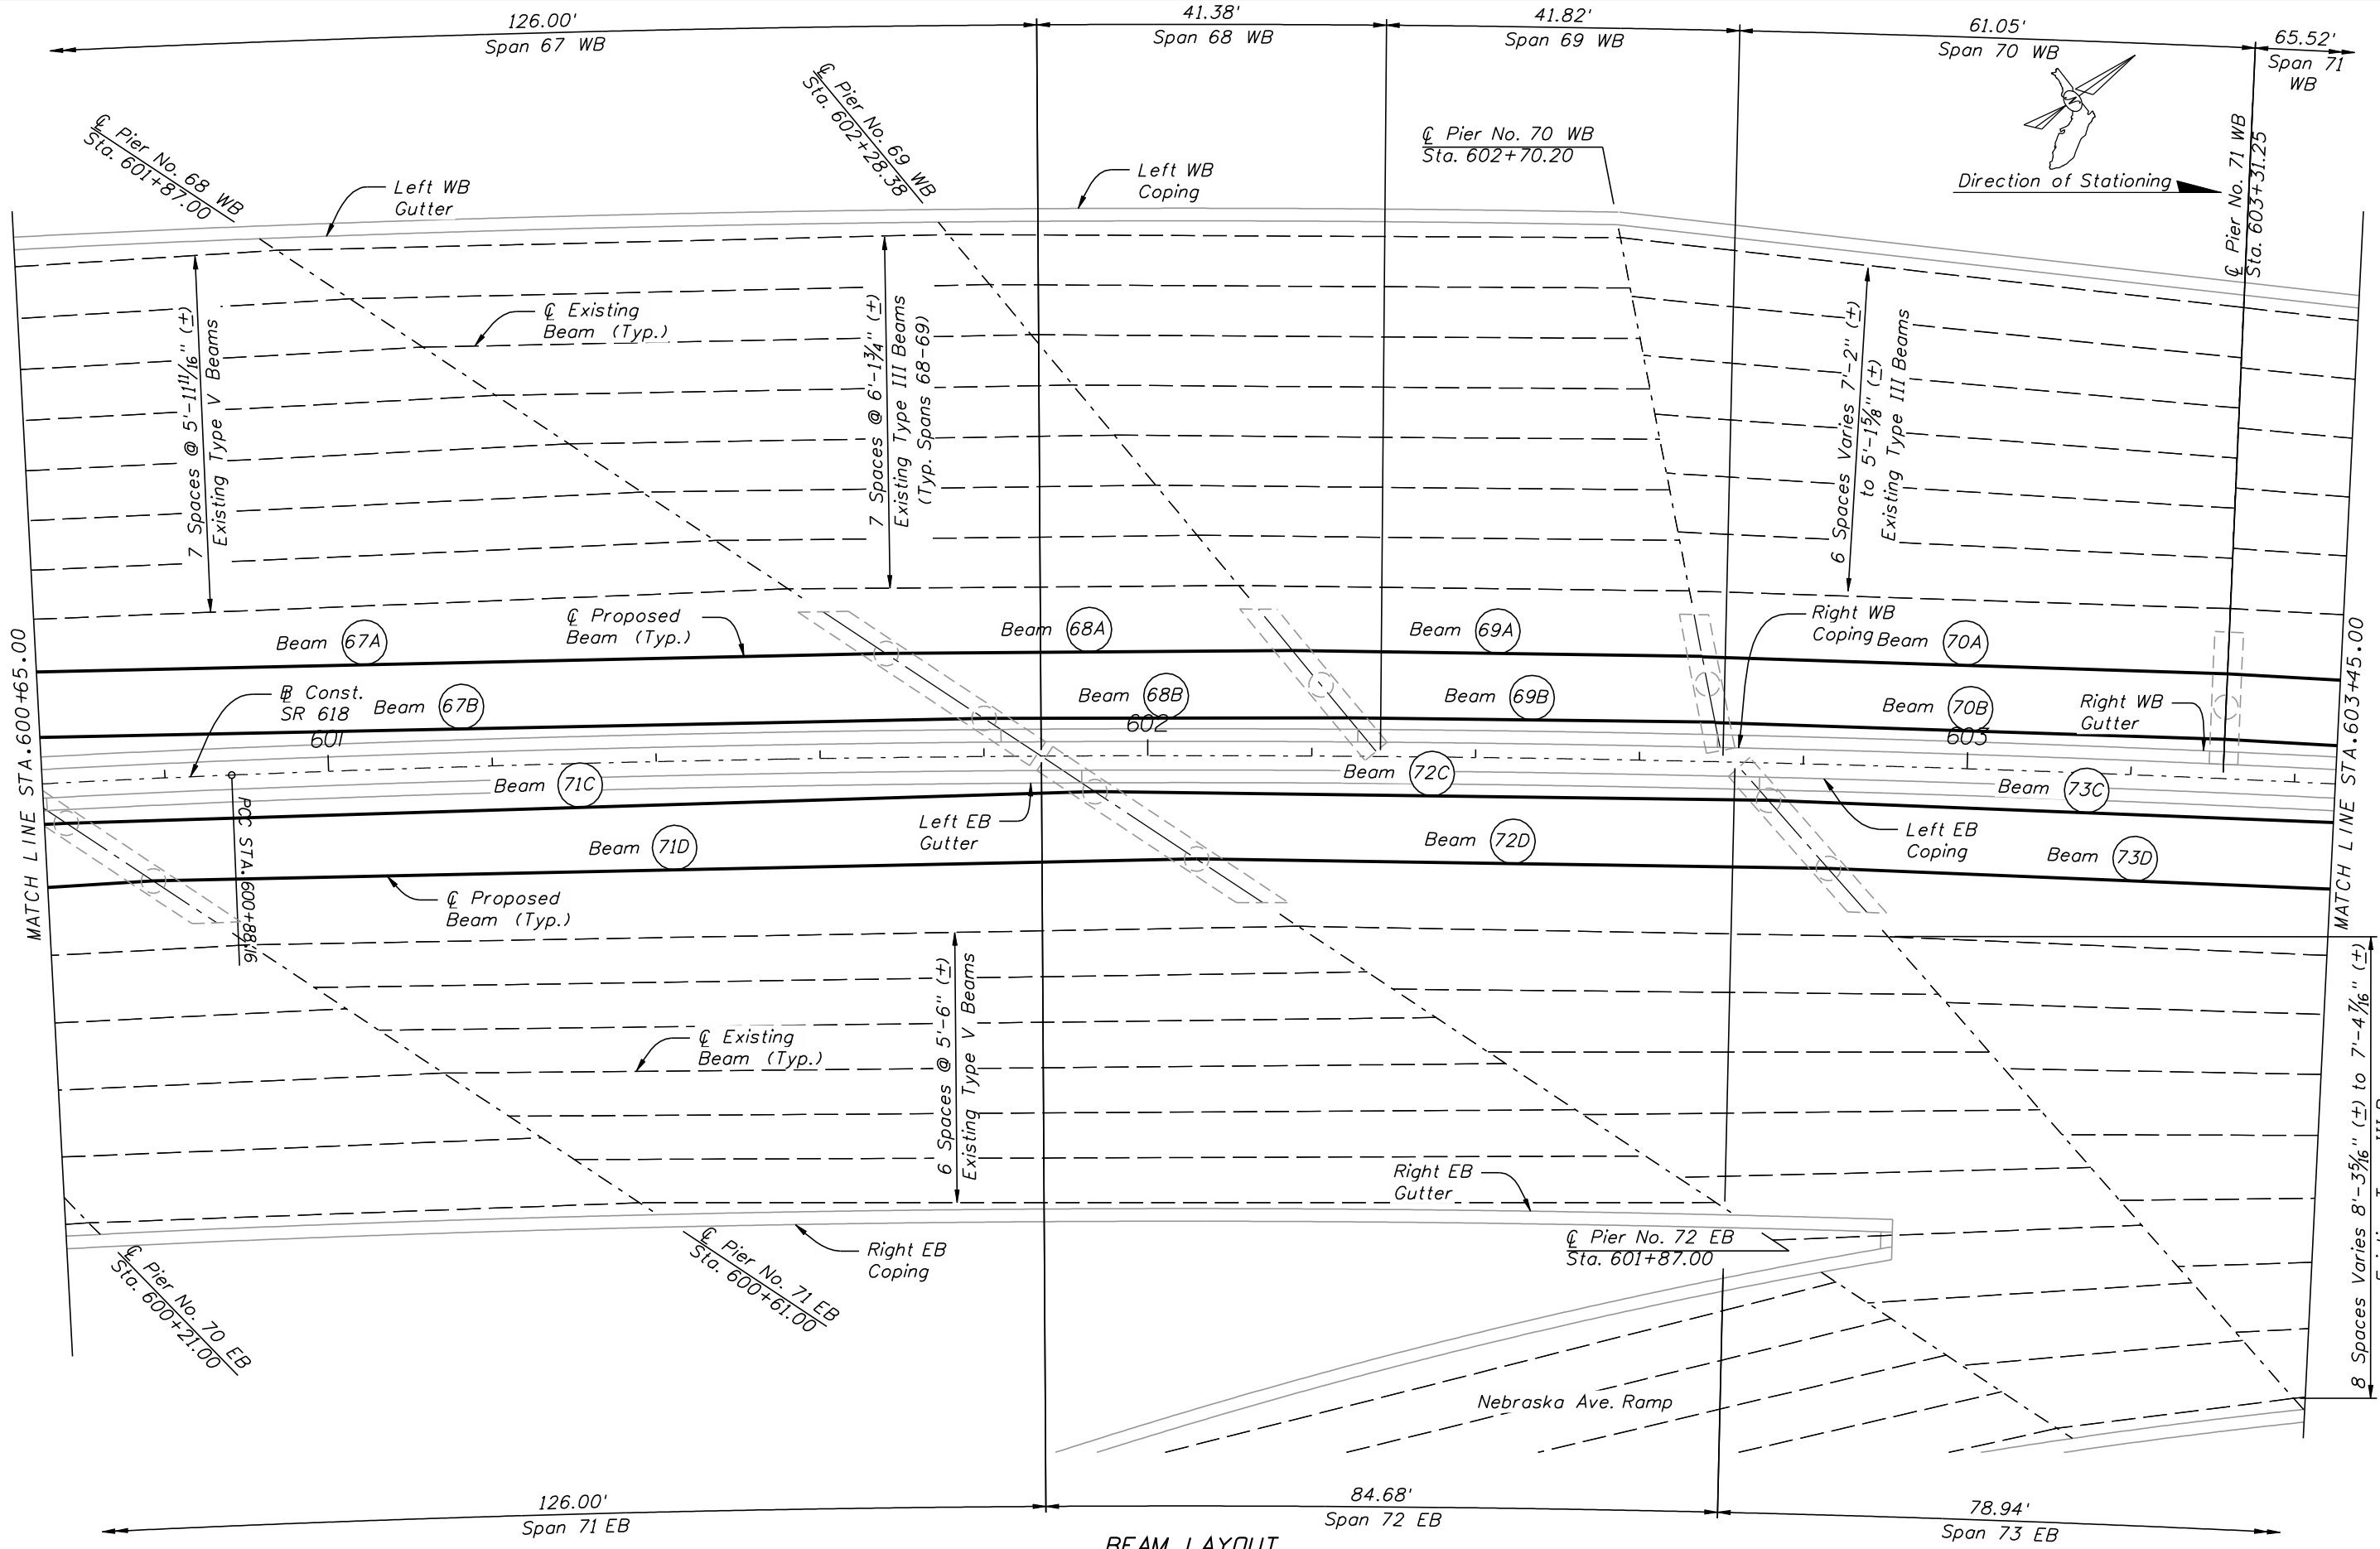 126.00'
Span 67 WB
41.38'
Span 68 WB
41.82'
Span 69 WB
61.05'
Span 70 WB
65.52'
Span 71
WB
℄ Pier No. 68 WB
Sta. 601+87.00
℄ Pier No. 69 WB
Sta. 602+28.38
℄ Pier No. 70 WB
Sta. 602+70.20
℄ Pier No. 71 WB
Sta. 603+31.25
Direction of Stationing
Left WB
Gutter
Left WB
Coping
℄ Existing
Beam (Typ.)
7 Spaces @ 5'-11 11/16" (±)
Existing Type V Beams
7 Spaces @ 6'-1 3/4" (±)
Existing Type III Beams
(Typ. Spans 68-69)
6 Spaces Varies 7'-2" (±)
to 5'-1 5/8" (±)
Existing Type III Beams
MATCH LINE STA. 600+65.00
MATCH LINE STA. 603+45.00
Beam 67A
℄ Proposed
Beam (Typ.)
Beam 68A
Beam 69A
Right WB
Coping
Beam 70A
Beam 67B
Beam 68B
Beam 69B
Beam 70B
Right WB
Gutter
Const.
SR 618
601
602
603
PCC STA. 600+88.16
Beam 71C
Beam 72C
Beam 73C
Left EB
Gutter
Left EB
Coping
Beam 71D
Beam 72D
Beam 73D
℄ Proposed
Beam (Typ.)
℄ Existing
Beam (Typ.)
6 Spaces @ 5'-6" (±)
Existing Type V Beams
8 Spaces Varies 8'-3 5/16" (±) to 7'-4 7/16" (±)
Right EB
Gutter
Right EB
Coping
℄ Pier No. 70 EB
Sta. 600+21.00
℄ Pier No. 71 EB
Sta. 600+61.00
℄ Pier No. 72 EB
Sta. 601+87.00
Nebraska Ave. Ramp
126.00'
Span 71 EB
84.68'
Span 72 EB
78.94'
Span 73 EB
BEAM LAYOUT